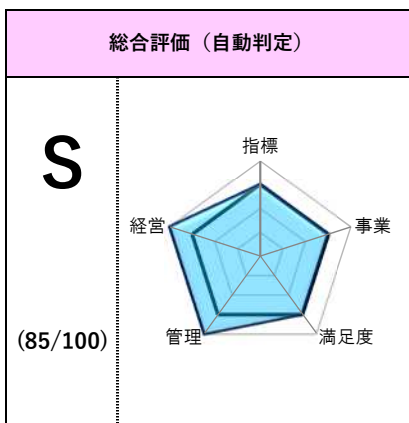 総合評価（自動判定）
S
(85/100)
指標
事業
満足度
管理
経営